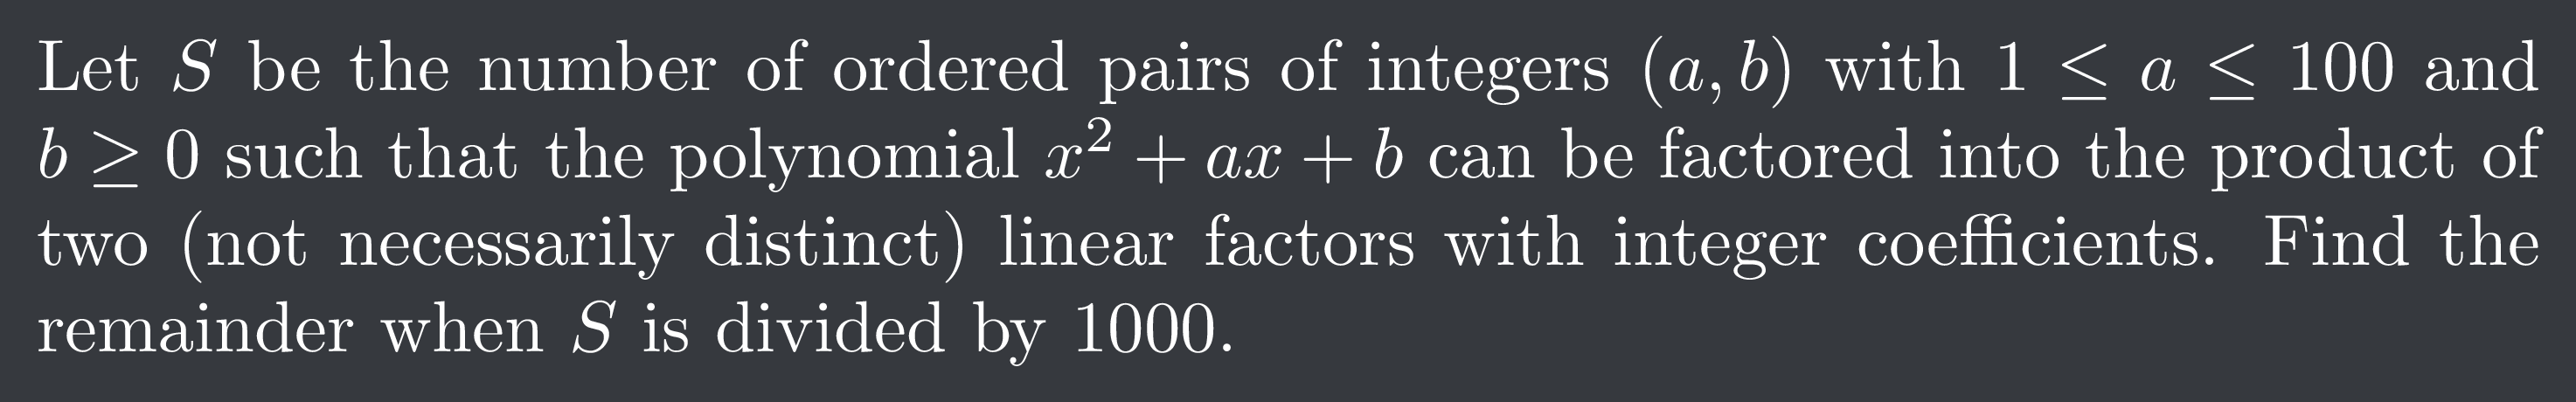 Let S be the number of ordered pairs of integers (a, b) with 1 ≤ a ≤ 100 and
b ≥ 0 such that the polynomial x² + ax + b can be factored into the product of
two (not necessarily distinct) linear factors with integer coefficients. Find the
remainder when S is divided by 1000.